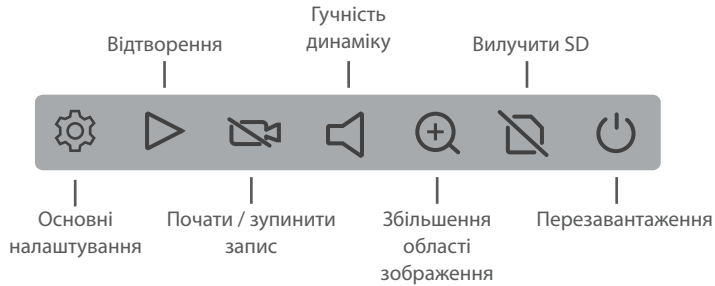 Гучність
динаміку
Відтворення
Вилучити SD
Основні
налаштування
Почати / зупинити
запис
Збільшення
області
зображення
Перезавантаження